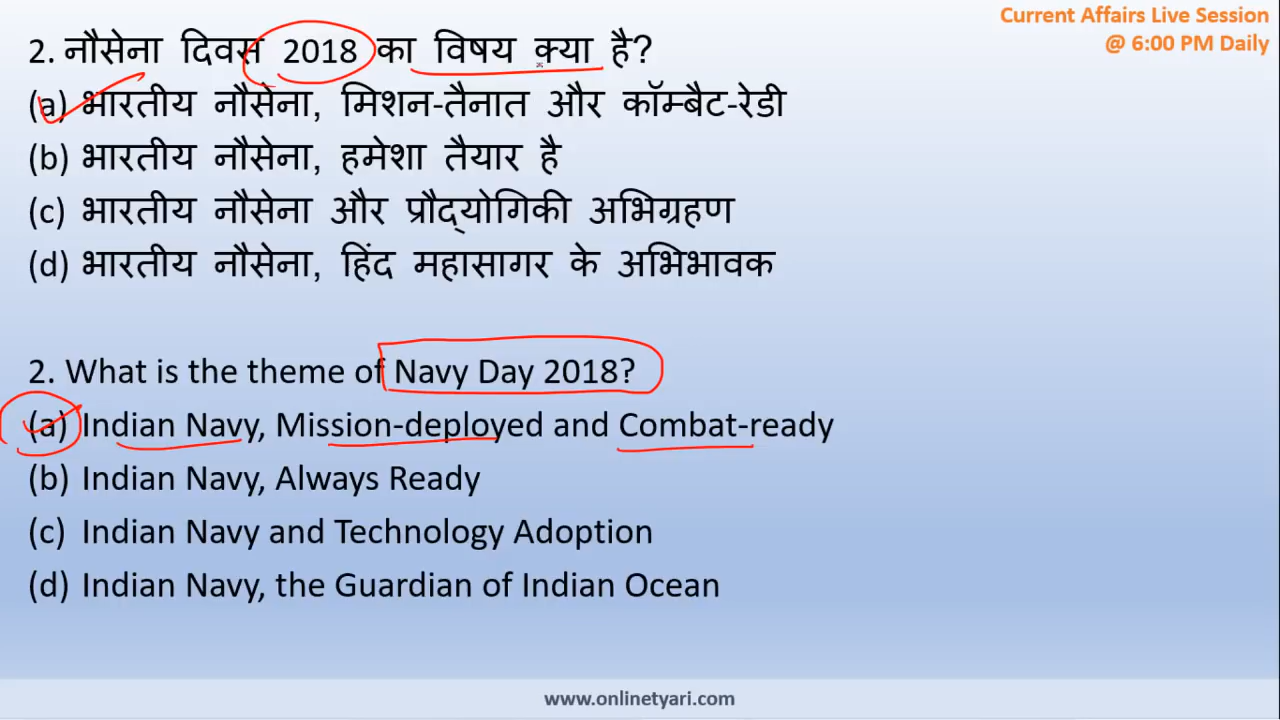 Current Affairs Live Session
@ 6:00 PM Daily
2. नौसेना दिवस 2018 का विषय क्या है?
(a) भारतीय नौसेना, मिशन-तैनात और कॉम्बैट-रेडी
(b) भारतीय नौसेना, हमेशा तैयार है
(c) भारतीय नौसेना और प्रौद्योगिकी अभिग्रहण
(d) भारतीय नौसेना, हिंद महासागर के अभिभावक
2. What is the theme of Navy Day 2018?
(a) Indian Navy, Mission-deployed and Combat-ready
(b) Indian Navy, Always Ready
(c) Indian Navy and Technology Adoption
(d) Indian Navy, the Guardian of Indian Ocean
www.onlinetyari.com